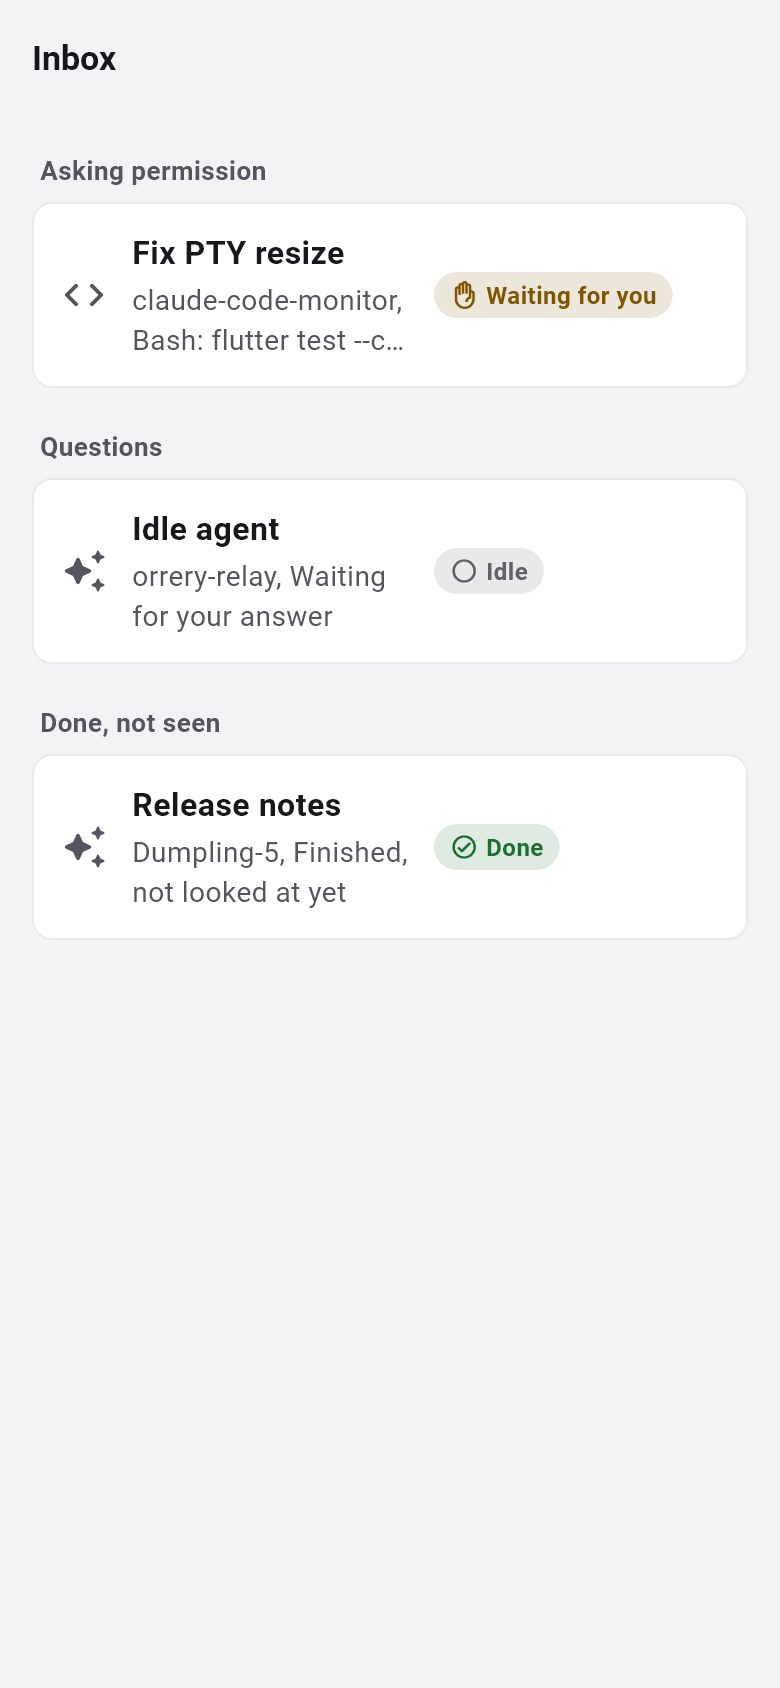 Inbox
Asking permission
Fix PTY resize
claude-code-monitor,
Bash: flutter test --c…
Waiting for you
Questions
Idle agent
orrery-relay, Waiting
for your answer
Idle
Done, not seen
Release notes
Dumpling-5, Finished,
not looked at yet
Done